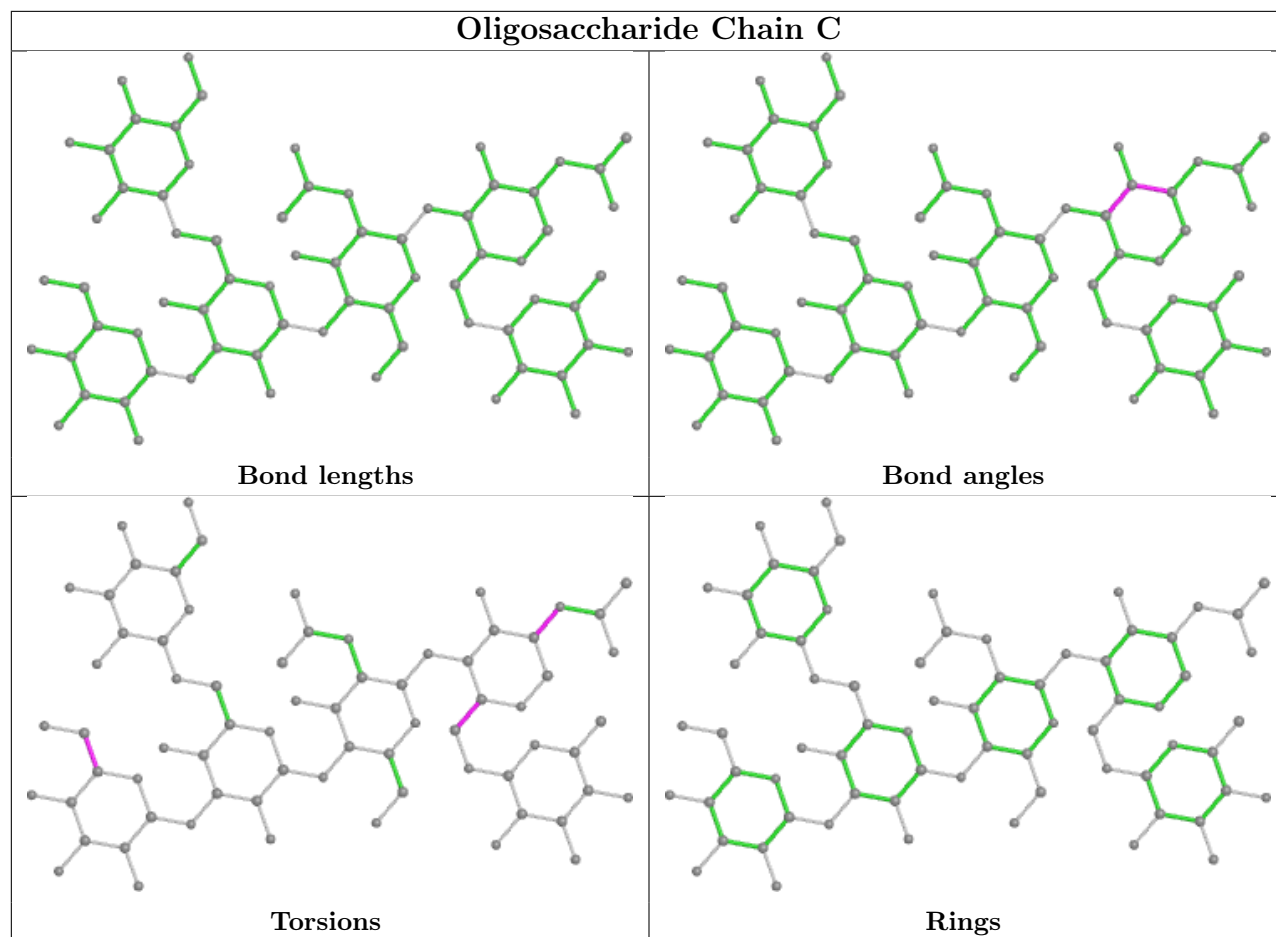 Oligosaccharide Chain C
Bond lengths
Bond angles
Torsions
Rings